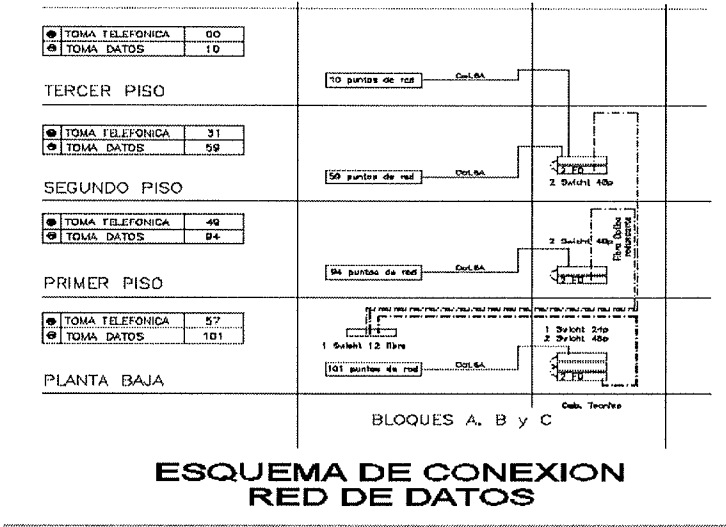 TOMA TELEFONICA 00
TOMA DATOS 10
10 puntos de red Cat.6A
TERCER PISO
TOMA TELEFONICA 31
TOMA DATOS 59
59 puntos de red Cat.6A
2 FO
2 Swicht 48p
SEGUNDO PISO
TOMA TELEFONICA 49
TOMA DATOS 94
2 Swicht 48p
Fibra Optica
redundante
94 puntos de red Cat.6A
2 FO
PRIMER PISO
TOMA TELEFONICA 57
TOMA DATOS 101
1 Swicht 12 fibra
1 Swicht 24p
2 Swicht 48p
101 puntos de red Cat.6A
2 FO
PLANTA BAJA
Cab. Tecnico
BLOQUES A, B y C
ESQUEMA DE CONEXION
RED DE DATOS